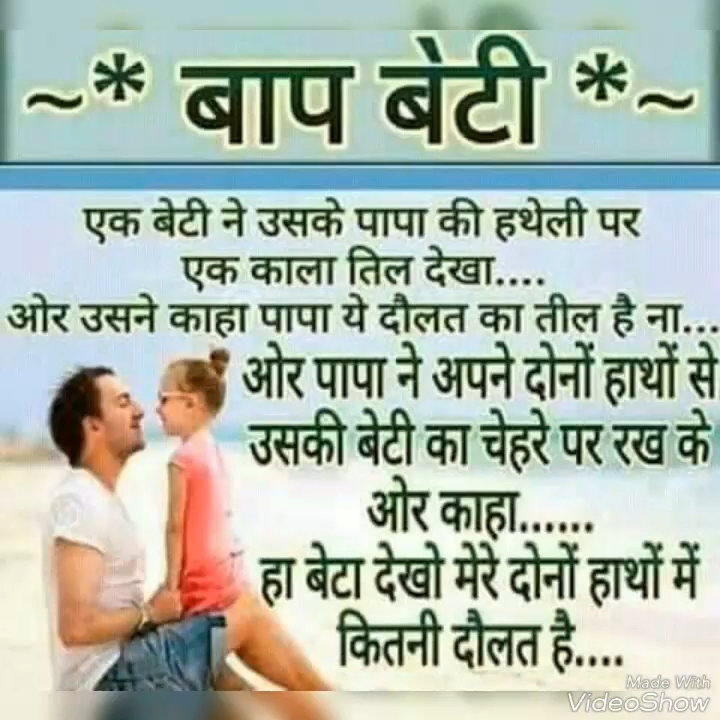 ~* बाप बेटी *~
एक बेटी ने उसके पापा की हथेली पर
एक काला तिल देखा....
ओर उसने काहा पापा ये दौलत का तील है ना...
ओर पापा ने अपने दोनों हाथों से
उसकी बेटी का चेहरे पर रख के
ओर काहा......
हा बेटा देखो मेरे दोनों हाथों में
कितनी दौलत है....
Made With
VideoShow